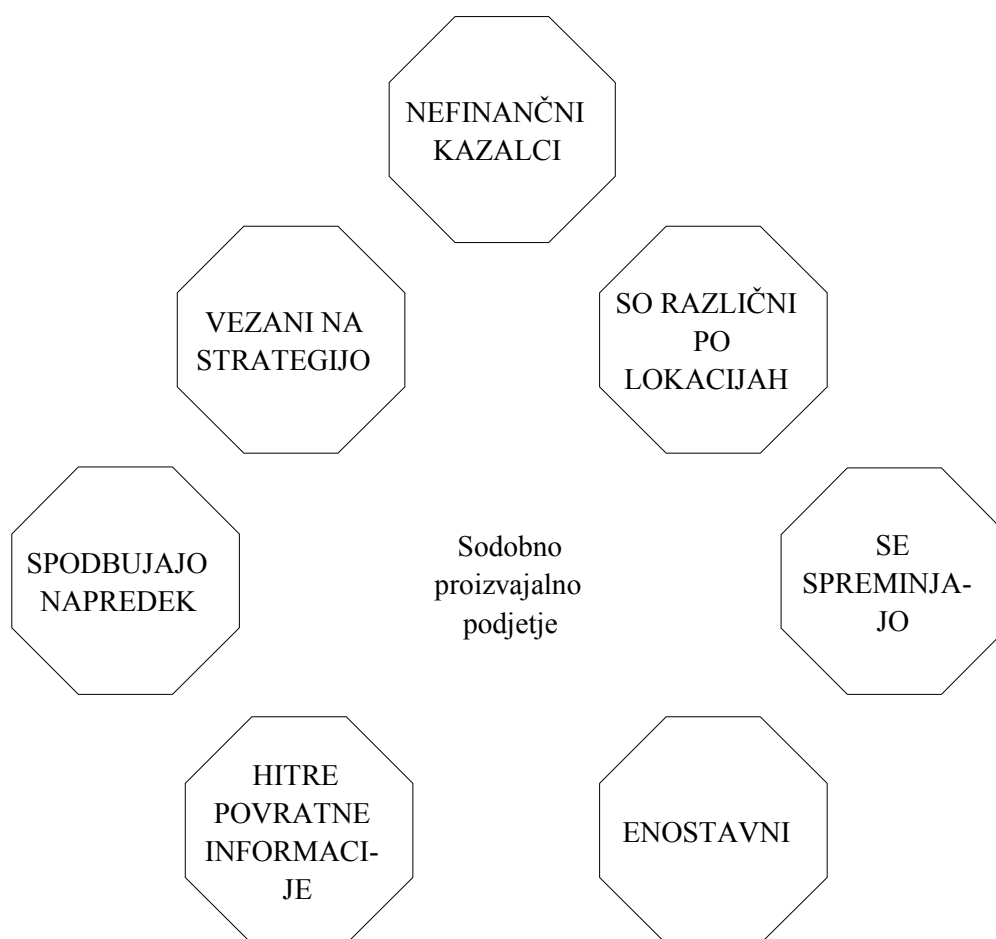 NEFINANČNI
KAZALCI
VEZANI NA
STRATEGIJO
SO RAZLIČNI
PO
LOKACIJAH
SPODBUJAJO
NAPREDEK
Sodobno
proizvajalno
podjetje
SE
SPREMINJA-
JO
HITRE
POVRATNE
INFORMACI-
JE
ENOSTAVNI